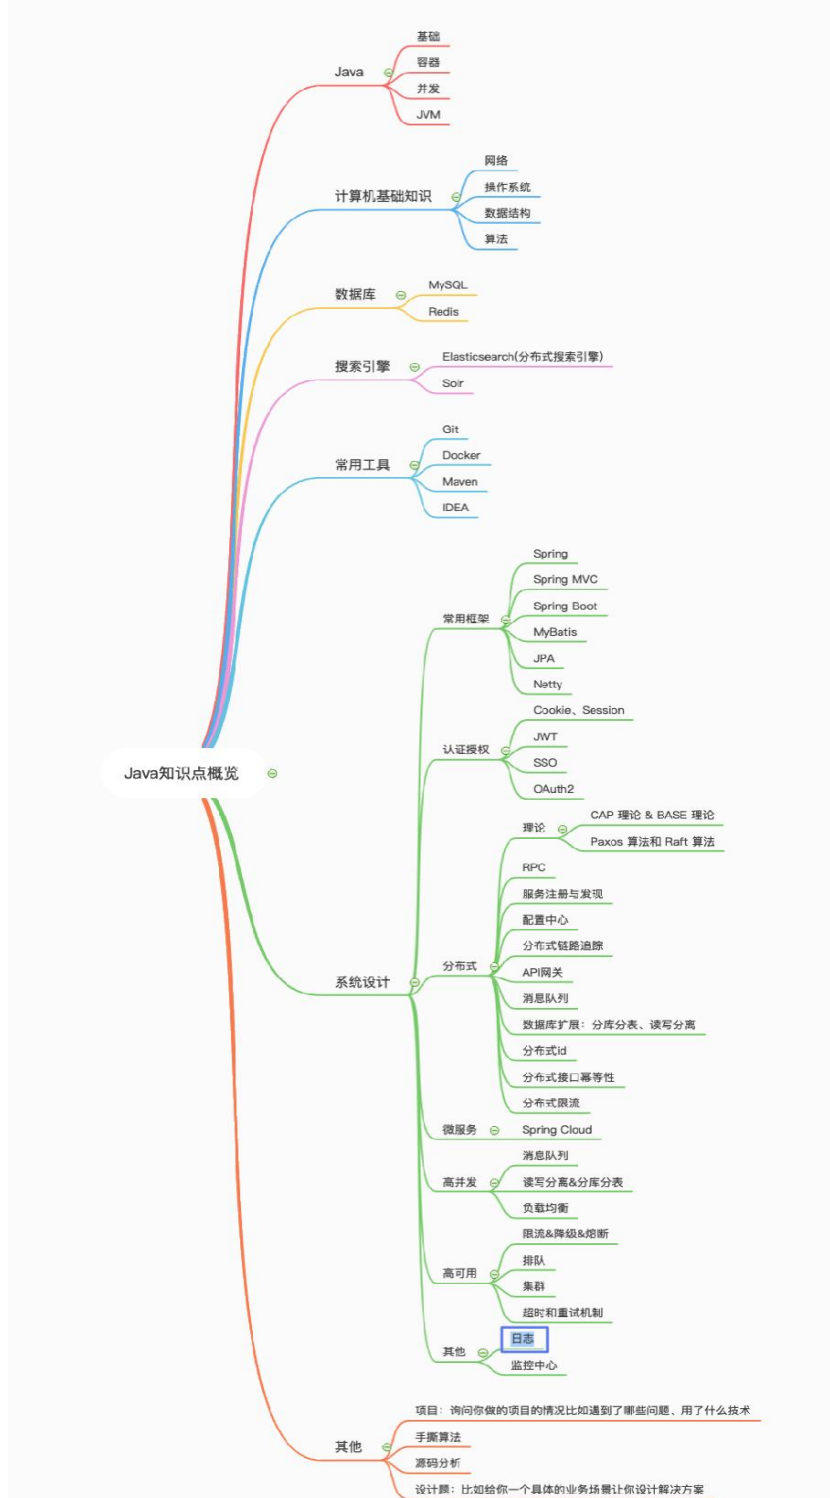 基础
Java
容器
并发
JVM
网络
计算机基础知识
操作系统
数据结构
算法
数据库
MySQL
Redis
搜索引擎
Elasticsearch(分布式搜索引擎)
Solr
常用工具
Git
Docker
Maven
IDEA
Spring
Spring MVC
常用框架
Spring Boot
MyBatis
JPA
Netty
Cookie、Session
认证授权
JWT
SSO
OAuth2
理论
CAP 理论 & BASE 理论
Paxos 算法和 Raft 算法
Java知识点概览
RPC
服务注册与发现
配置中心
分布式链路追踪
系统设计
分布式
API网关
消息队列
数据库扩展：分库分表、读写分离
分布式id
分布式接口幂等性
分布式限流
微服务
Spring Cloud
消息队列
高并发
读写分离&分库分表
负载均衡
限流&降级&熔断
高可用
排队
集群
超时和重试机制
日志
其他
监控中心
项目：询问你做的项目的情况比如遇到了哪些问题、用了什么技术
其他
手撕算法
源码分析
设计题：比如给你一个具体的业务场景让你设计解决方案